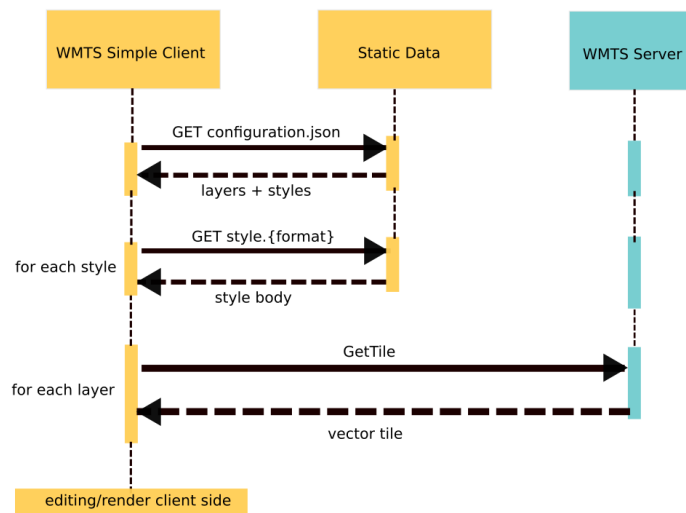 WMTS Simple Client
Static Data
WMTS Server
GET configuration.json
layers + styles
GET style.{format}
for each style
style body
GetTile
for each layer
vector tile
editing/render client side